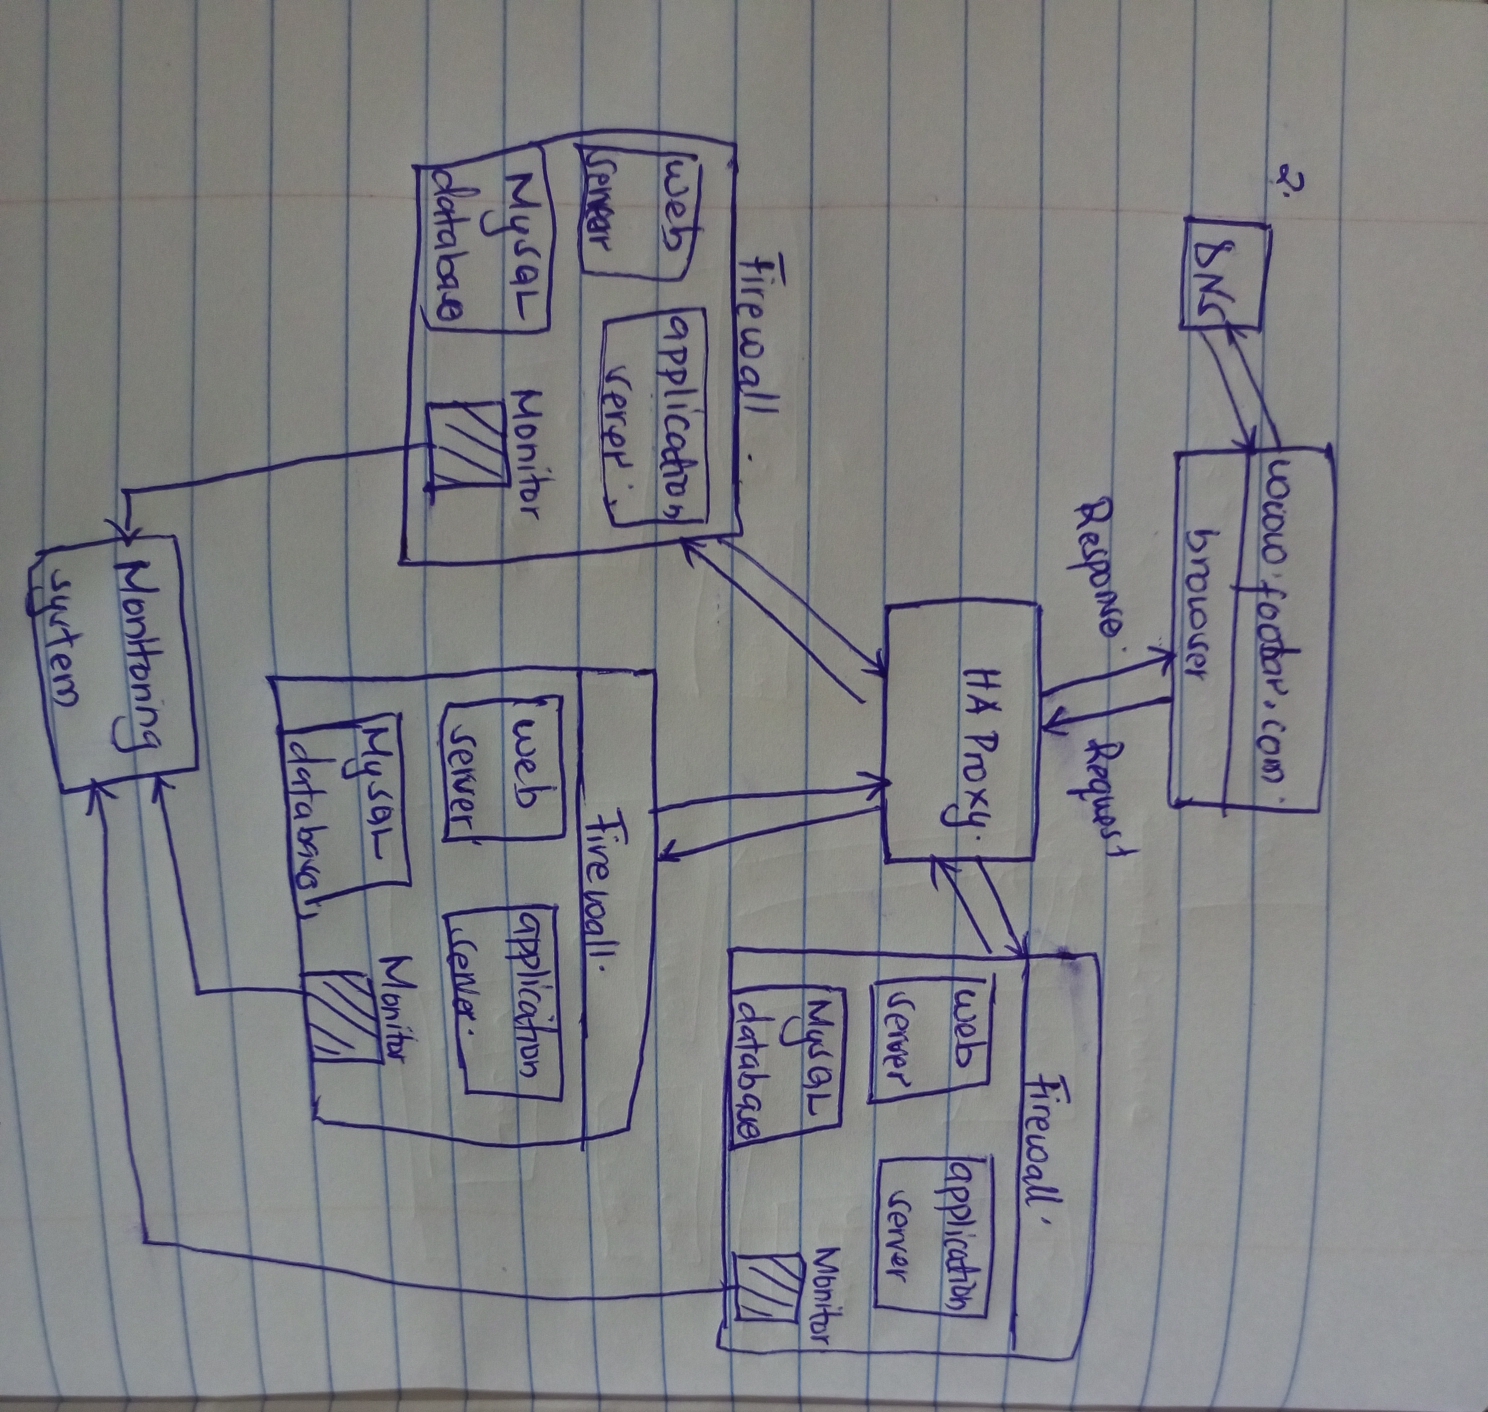 2.
DNS
www.foobar.com.
browser
Response.
Request
HA Proxy.
Firewall.
web
server
application
server.
MySQL
database
Monitor
Firewall.
web
server
application
server.
MySQL
database
Monitor
Firewall.
web
server
application
server
MySQL
database
Monitor
Monitoring
system